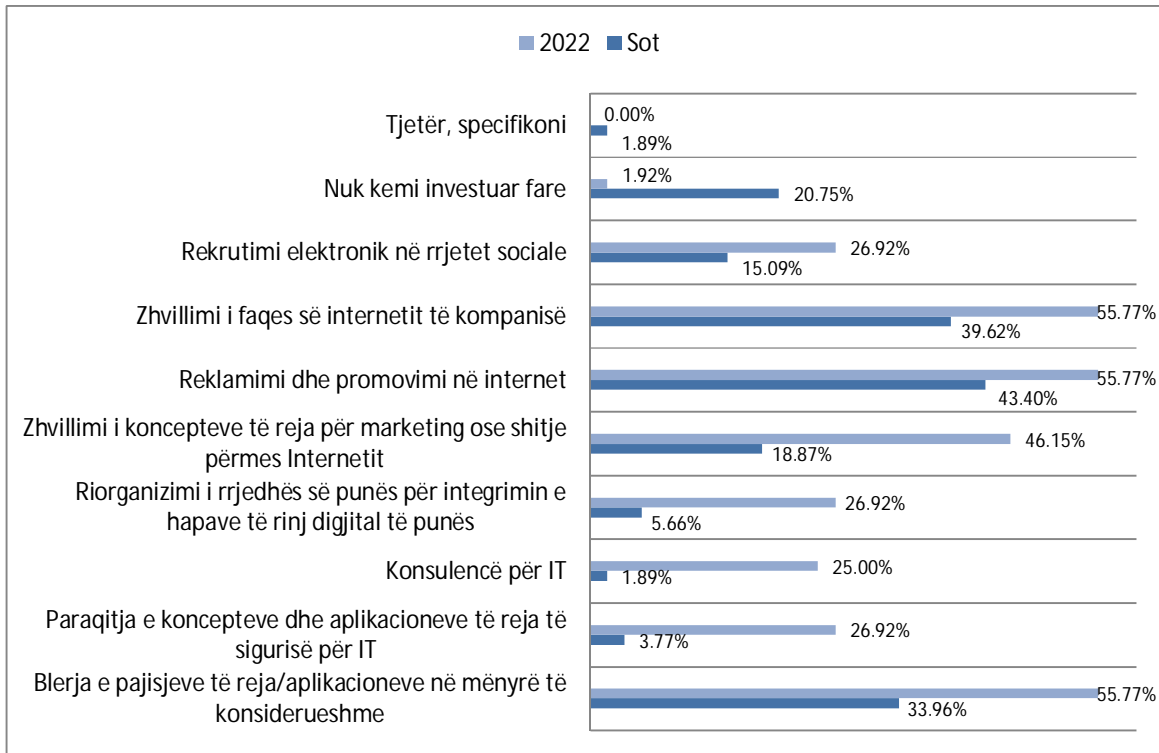 2022 Sot
Tjetër, specifikoni
0.00%
1.89%
Nuk kemi investuar fare
1.92%
20.75%
Rekrutimi elektronik në rrjetet sociale
26.92%
15.09%
Zhvillimi i faqes së internetit të kompanisë
55.77%
39.62%
Reklamimi dhe promovimi në internet
55.77%
43.40%
Zhvillimi i koncepteve të reja për marketing ose shitje
përmes Internetit
46.15%
18.87%
Riorganizimi i rrjedhës së punës për integrimin e
hapave të rinj digjital të punës
26.92%
5.66%
Konsulencë për IT
25.00%
1.89%
Paraqitja e koncepteve dhe aplikacioneve të reja të
sigurisë për IT
26.92%
3.77%
Blerja e pajisjeve të reja/aplikacioneve në mënyrë të
konsiderueshme
55.77%
33.96%